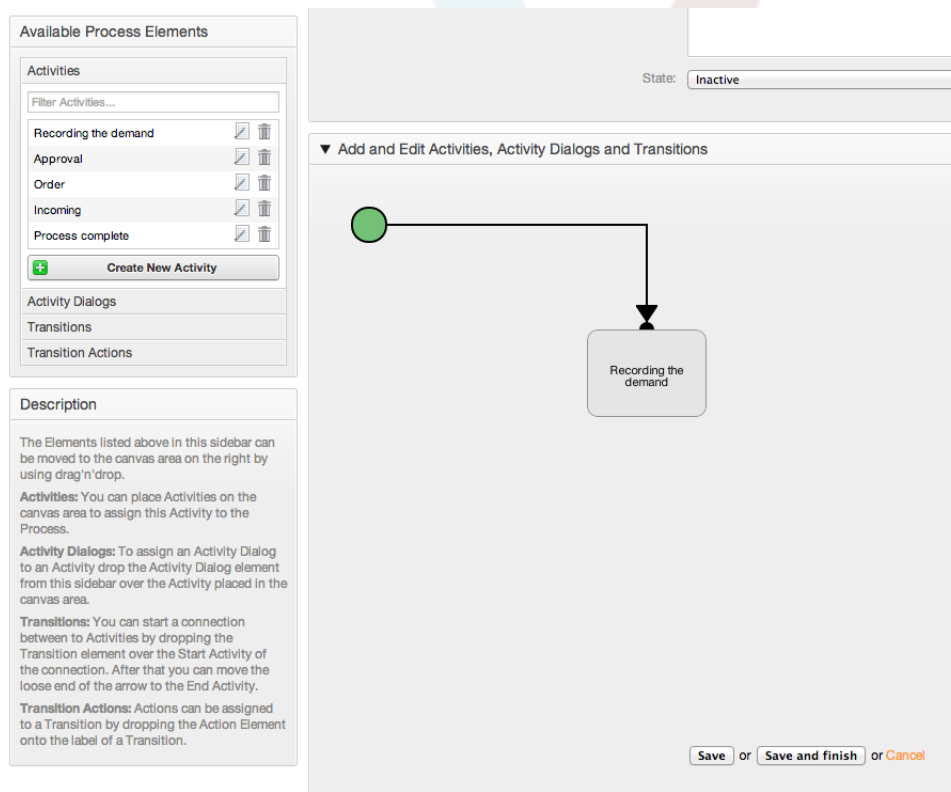 Available Process Elements
Activities
Filter Activities...
Recording the demand
Approval
Order
Incoming
Process complete
Create New Activity
Activity Dialogs
Transitions
Transition Actions
Description
The Elements listed above in this sidebar can
be moved to the canvas area on the right by
using drag'n'drop.
Activities: You can place Activities on the
canvas area to assign this Activity to the
Process.
Activity Dialogs: To assign an Activity Dialog
to an Activity drop the Activity Dialog element
from this sidebar over the Activity placed in the
canvas area.
Transitions: You can start a connection
between to Activities by dropping the
Transition element over the Start Activity of
the connection. After that you can move the
loose end of the arrow to the End Activity.
Transition Actions: Actions can be assigned
to a Transition by dropping the Action Element
onto the label of a Transition.
State: Inactive
▼ Add and Edit Activities, Activity Dialogs and Transitions
Recording the
demand
Save or Save and finish or Cancel